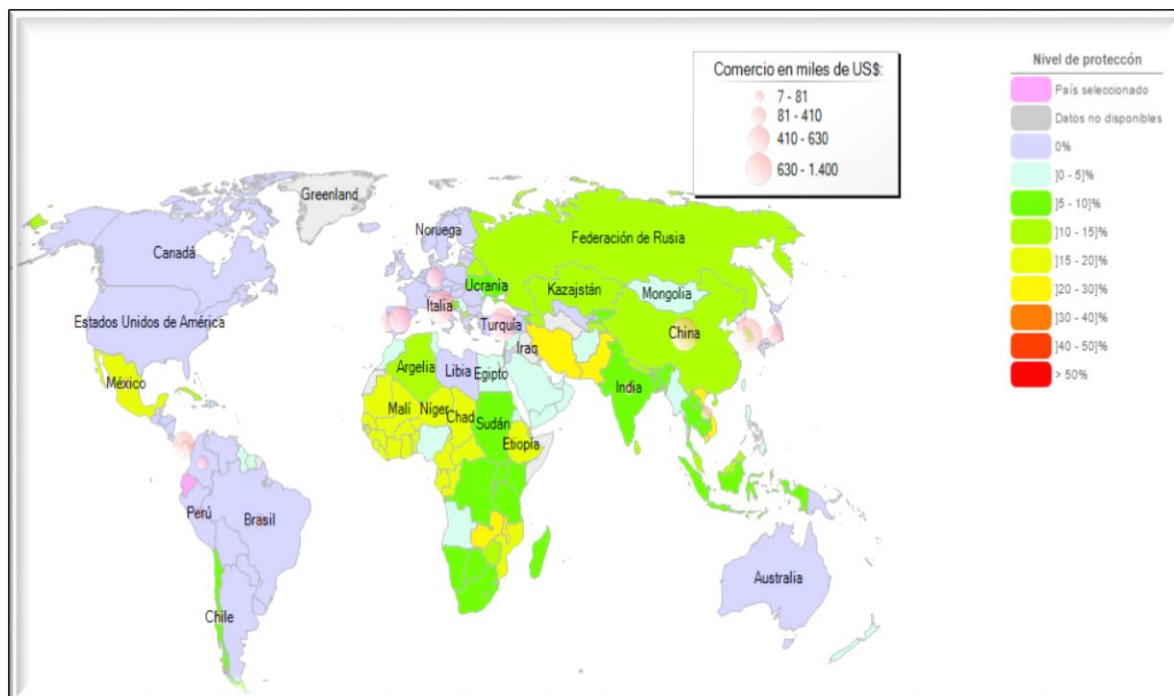 Comercio en miles de US$:
7 - 81
81 - 410
410 - 630
630 - 1.400
Nivel de proteccón
País seleccionado
Datos no disponibles
0%
]0 - 5]%
]5 - 10]%
]10 - 15]%
]15 - 20]%
]20 - 30]%
]30 - 40]%
]40 - 50]%
> 50%
Greenland
Canadá
Noruega
Federación de Rusia
Ucrania
Kazajstán
Mongolia
Estados Unidos de América
Italia
Turquía
China
Iraq
México
Argelia
Libia
Egipto
India
Malí
Níger
Chad
Sudán
Etiopía
Perú
Brasil
Australia
Chile